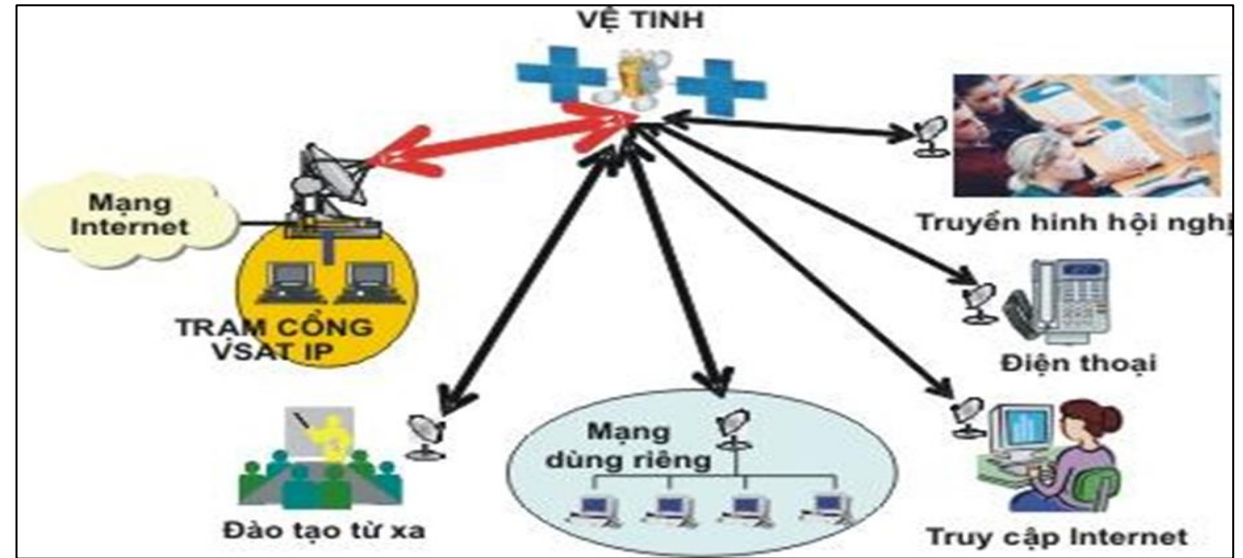 VỆ TINH
Mạng
Internet
TRẠM CỔNG
VSAT IP
Truyền hình hội nghị
Điện thoại
Mạng
dùng riêng
Đào tạo từ xa
Truy cập Internet